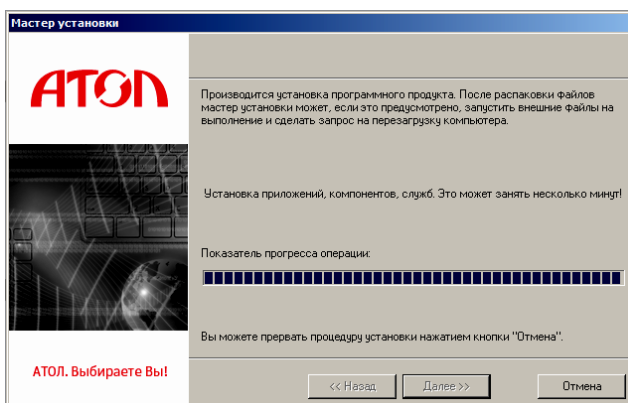 Мастер установки
АТОЛ
Производится установка программного продукта. После распаковки файлов
мастер установки может, если это предусмотрено, запустить внешние файлы на
выполнение и сделать запрос на перезагрузку компьютера.
Установка приложений, компонентов, служб. Это может занять несколько минут!
Показатель прогресса операции:
Вы можете прервать процедуру установки нажатием кнопки "Отмена".
АТОЛ. Выбираете Вы!
<< Назад
Далее >>
Отмена